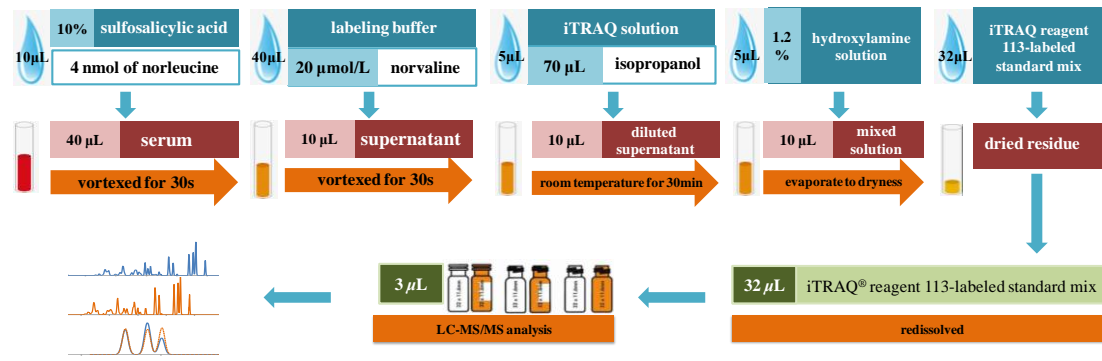 10μL
10%
sulfosalicylic acid
4 nmol of norleucine
40μL
labeling buffer
20 μmol/L
norvaline
5μL
iTRAQ solution
70 μL
isopropanol
5μL
1.2
%
hydroxylamine
solution
32μL
iTRAQ reagent
113-labeled
standard mix
40 μL
serum
vortexed for 30s
10 μL
supernatant
vortexed for 30s
10 μL
diluted
supernatant
room temperature for 30min
10 μL
mixed
solution
evaporate to dryness
dried residue
3 μL
LC-MS/MS analysis
32 μL
iTRAQ® reagent 113-labeled standard mix
redissolved